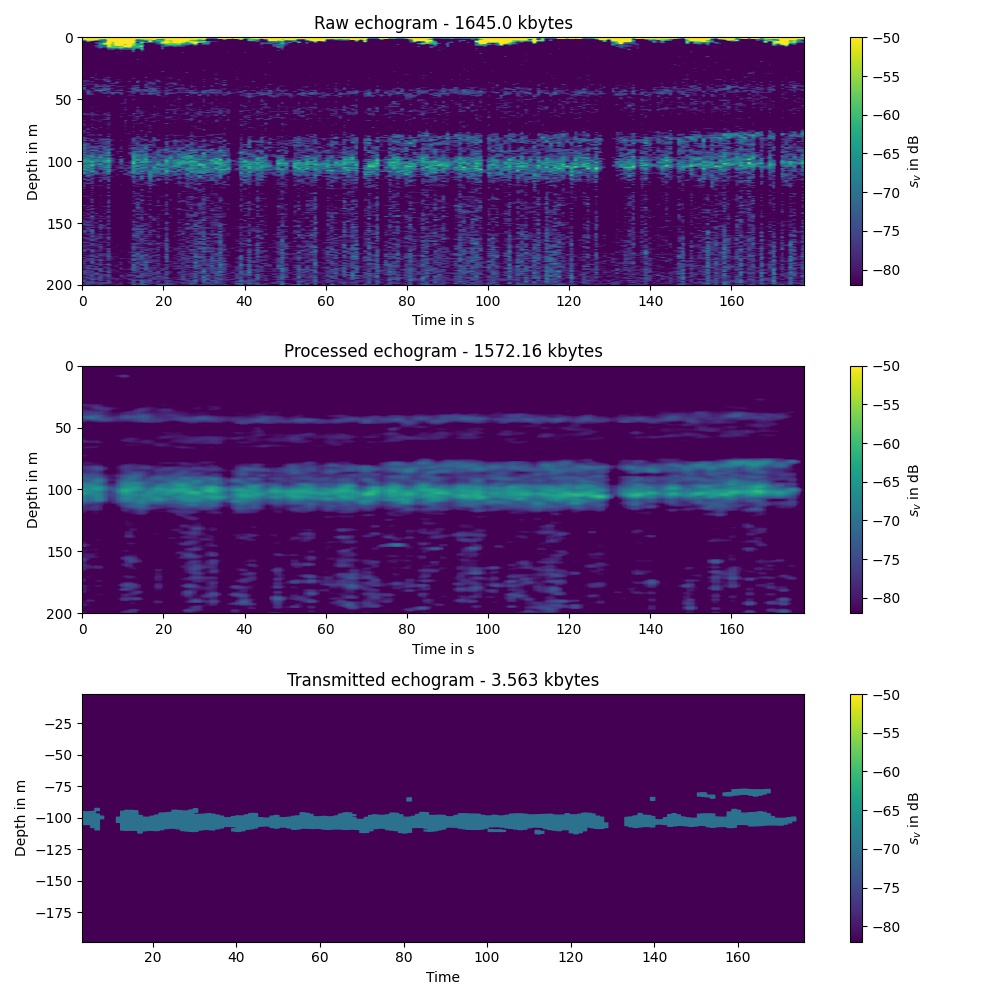 Raw echogram - 1645.0 kbytes
0
50
100
150
200
Depth in m
0 20 40 60 80 100 120 140 160
Time in s
−50
−55
−60
−65
−70
−75
−80
s_v in dB
Processed echogram - 1572.16 kbytes
0
50
100
150
200
Depth in m
0 20 40 60 80 100 120 140 160
Time in s
−50
−55
−60
−65
−70
−75
−80
s_v in dB
Transmitted echogram - 3.563 kbytes
−25
−50
−75
−100
−125
−150
−175
Depth in m
20 40 60 80 100 120 140 160
Time
−50
−55
−60
−65
−70
−75
−80
s_v in dB